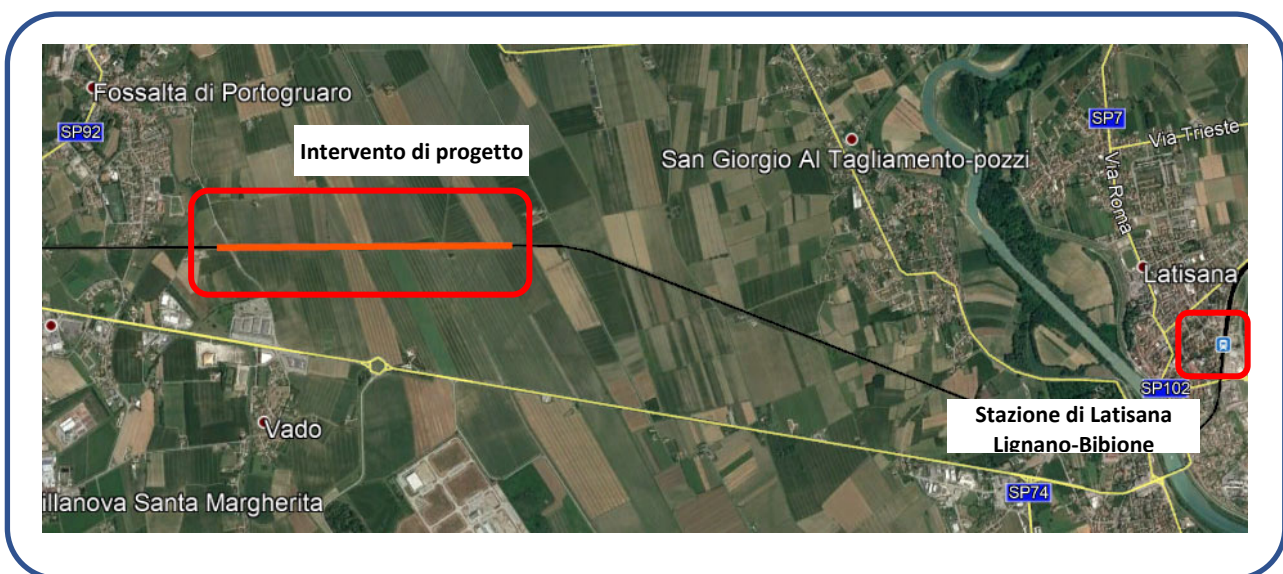 Fossalta di Portogruaro
SP92
Intervento di progetto
San Giorgio Al Tagliamento-pozzi
SP7
Via Trieste
Via Roma
Latisana
SP102
Stazione di Latisana
Lignano-Bibione
Vado
SP74
illanova Santa Margherita